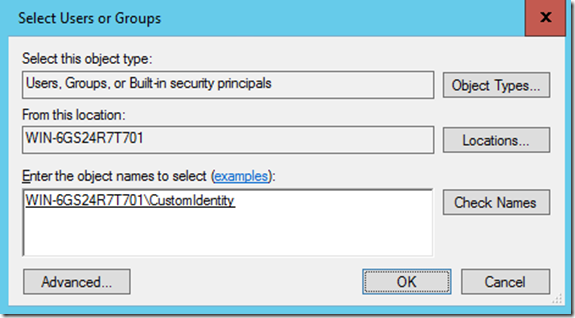 Select Users or Groups
x
Select this object type:
Users, Groups, or Built-in security principals
Object Types...
From this location:
WIN-6GS24R7T701
Locations...
Enter the object names to select (examples):
WIN-6GS24R7T701\CustomIdentity
Check Names
Advanced...
OK
Cancel